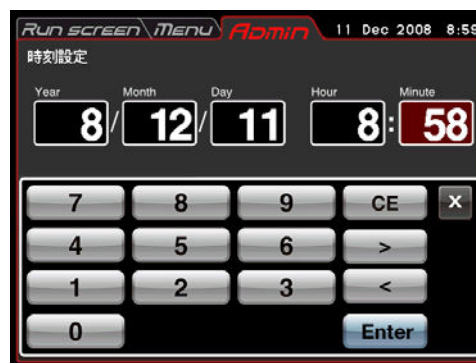 Run screen Menu Admin 11 Dec 2008 8:59
時刻設定
Year Month Day Hour Minute
8/ 12/ 11 8: 58
7 8 9 CE X
4 5 6 >
1 2 3 <
0 Enter